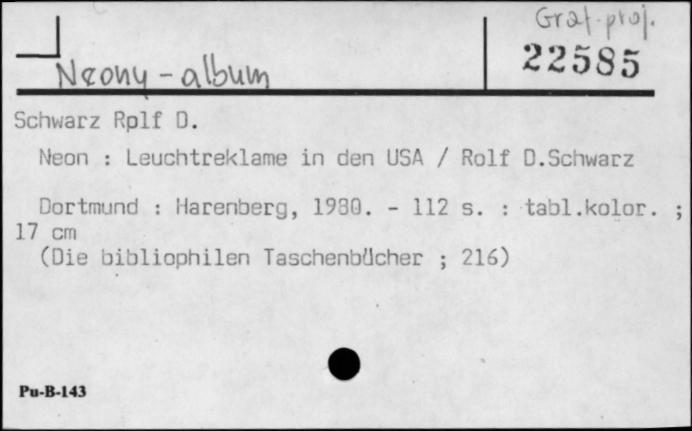 Graf. proj.
22585
Neony - album
Schwarz Rplf D.
Neon : Leuchtreklame in den USA / Rolf D.Schwarz
Dortmund : Harenberg, 1980. - 112 s. : tabl.kolor. ;
17 cm
(Die bibliophilen Taschenbücher ; 216)
Pu-B-143